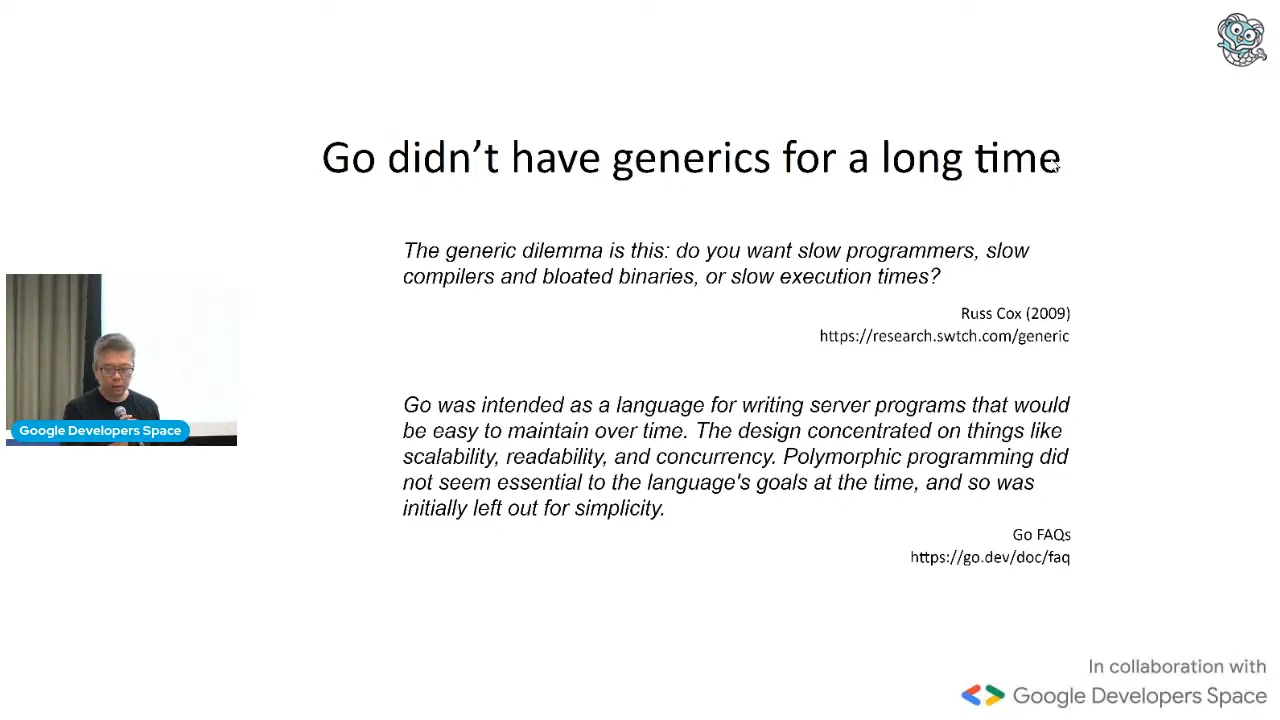 Go didn’t have generics for a long time
The generic dilemma is this: do you want slow programmers, slow
compilers and bloated binaries, or slow execution times?
Russ Cox (2009)
https://research.swtch.com/generic
Go was intended as a language for writing server programs that would
be easy to maintain over time. The design concentrated on things like
scalability, readability, and concurrency. Polymorphic programming did
not seem essential to the language's goals at the time, and so was
initially left out for simplicity.
Go FAQs
https://go.dev/doc/faq
Google Developers Space
In collaboration with
Google Developers Space